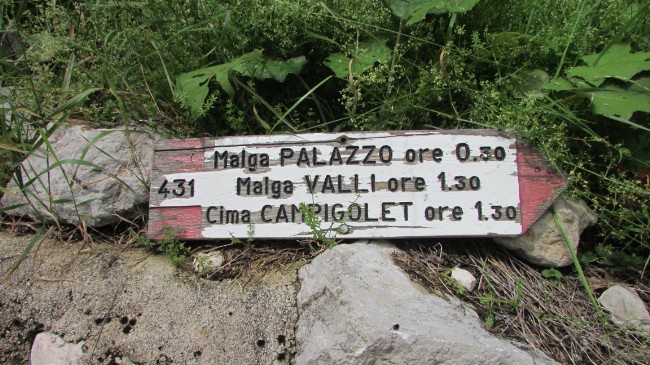 Malga PALAZZO ore 0.30
431 Malga VALLI ore 1.30
Cima CAMPIGOLET ore 1.30